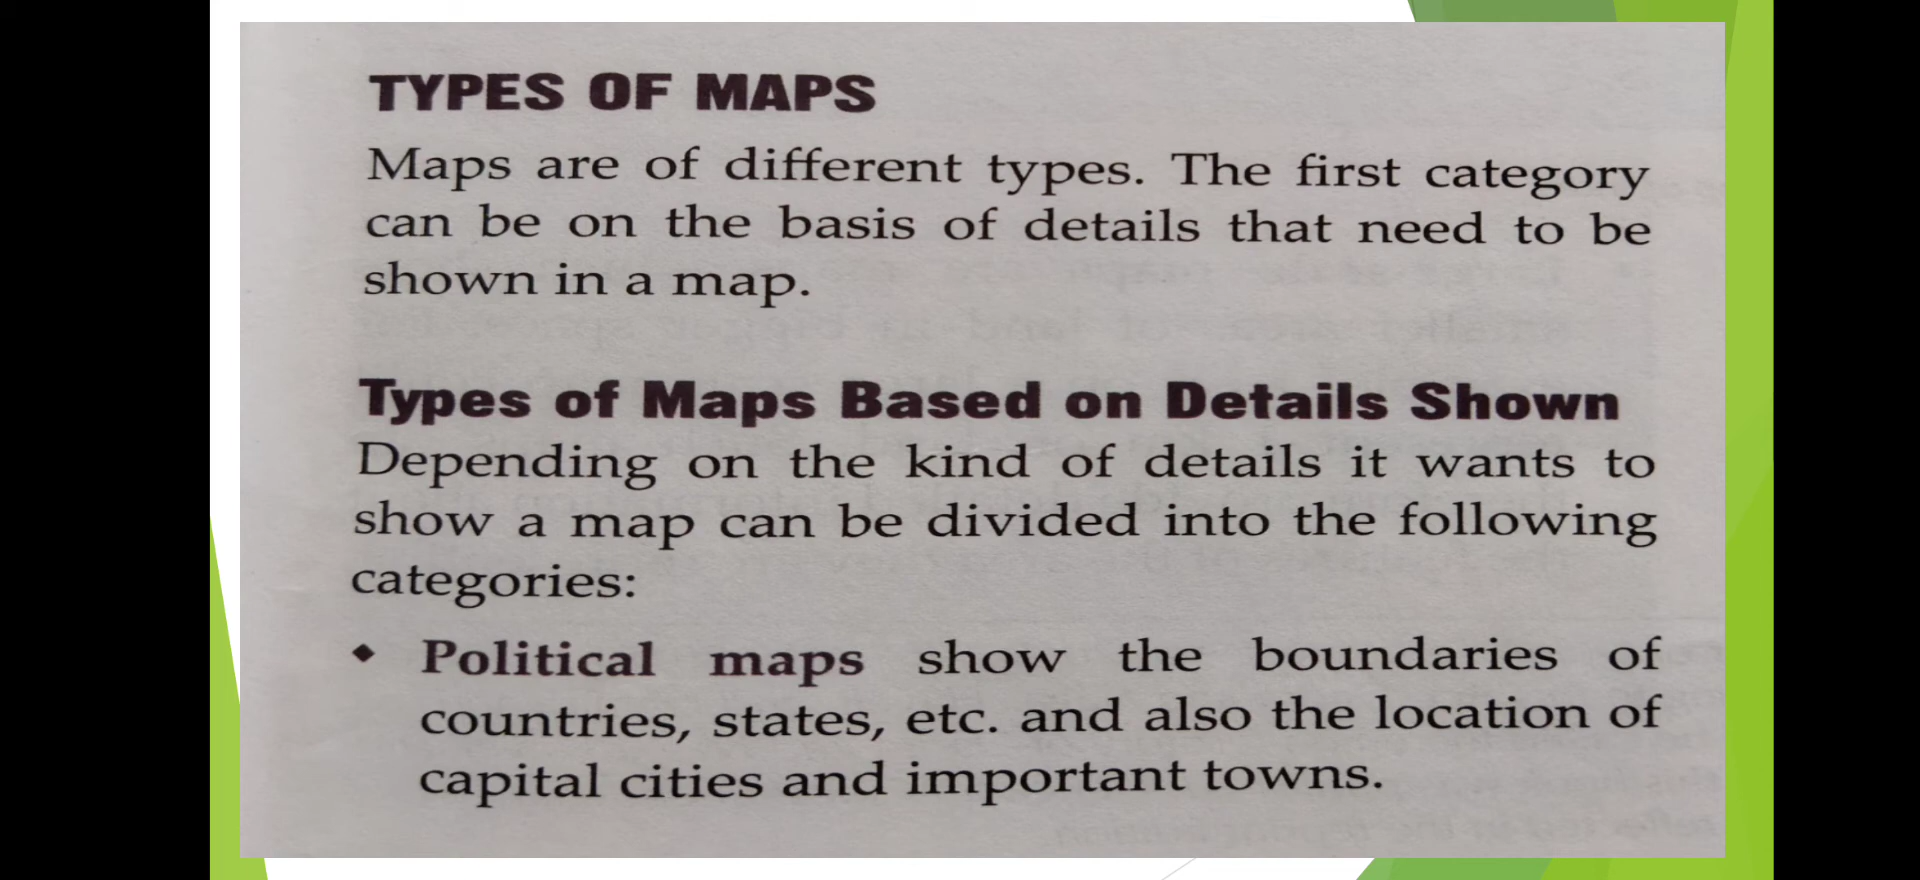 TYPES OF MAPS
Maps are of different types. The first category
can be on the basis of details that need to be
shown in a map.
Types of Maps Based on Details Shown
Depending on the kind of details it wants to
show a map can be divided into the following
categories:
◆ Political maps show the boundaries of
countries, states, etc. and also the location of
capital cities and important towns.